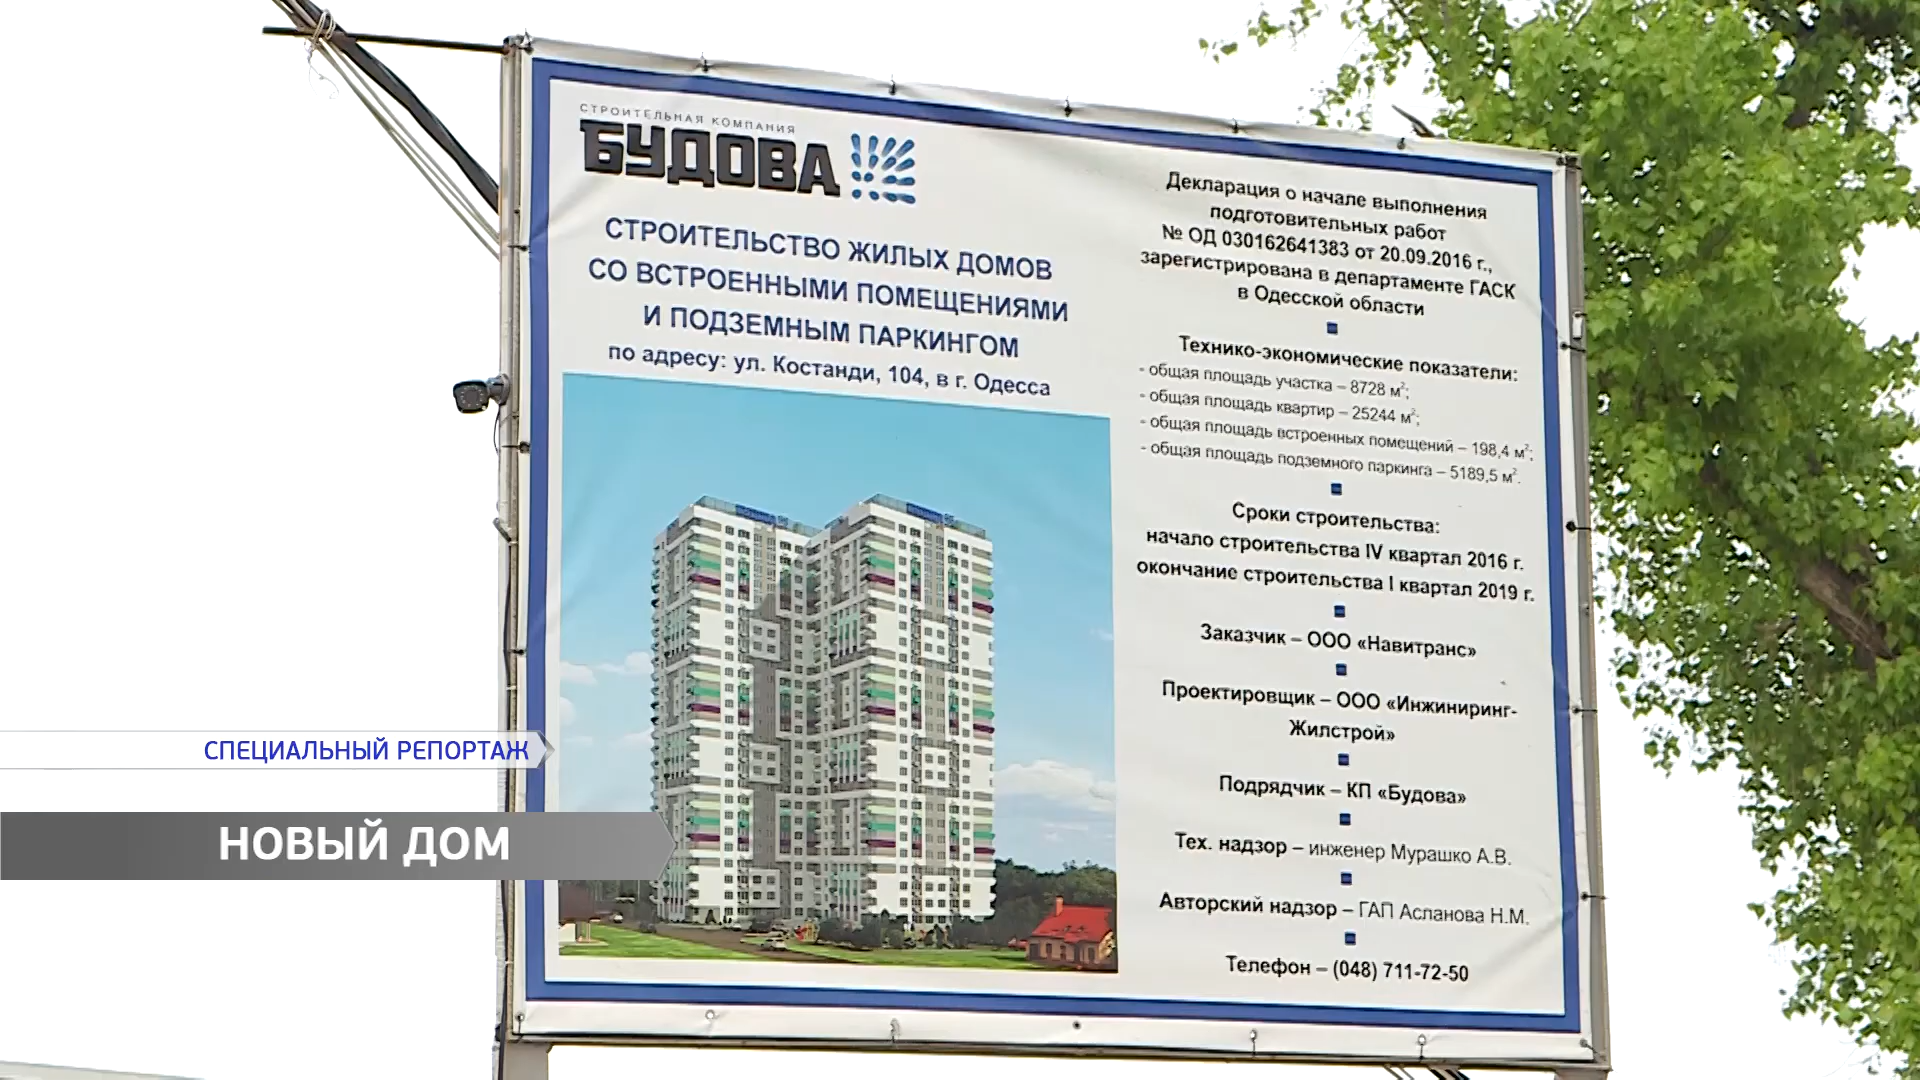 СТРОИТЕЛЬНАЯ КОМПАНИЯ
БУДОВА
СТРОИТЕЛЬСТВО ЖИЛЫХ ДОМОВ
СО ВСТРОЕННЫМИ ПОМЕЩЕНИЯМИ
И ПОДЗЕМНЫМ ПАРКИНГОМ
по адресу: ул. Костанди, 104, в г. Одесса
Декларация о начале выполнения
подготовительных работ
№ ОД 030162641383 от 20.09.2016 г.,
зарегистрирована в департаменте ГАСК
в Одесской области
Технико-экономические показатели:
- общая площадь участка – 8728 м²;
- общая площадь квартир – 25244 м²;
- общая площадь встроенных помещений – 198,4 м²;
- общая площадь подземного паркинга – 5189,5 м².
Сроки строительства:
начало строительства IV квартал 2016 г.
окончание строительства I квартал 2019 г.
Заказчик – ООО «Навитранс»
Проектировщик – ООО «Инжиниринг-
Жилстрой»
Подрядчик – КП «Будова»
Тех. надзор – инженер Мурашко А.В.
Авторский надзор – ГАП Асланова Н.М.
Телефон – (048) 711-72-50
СПЕЦИАЛЬНЫЙ РЕПОРТАЖ
НОВЫЙ ДОМ